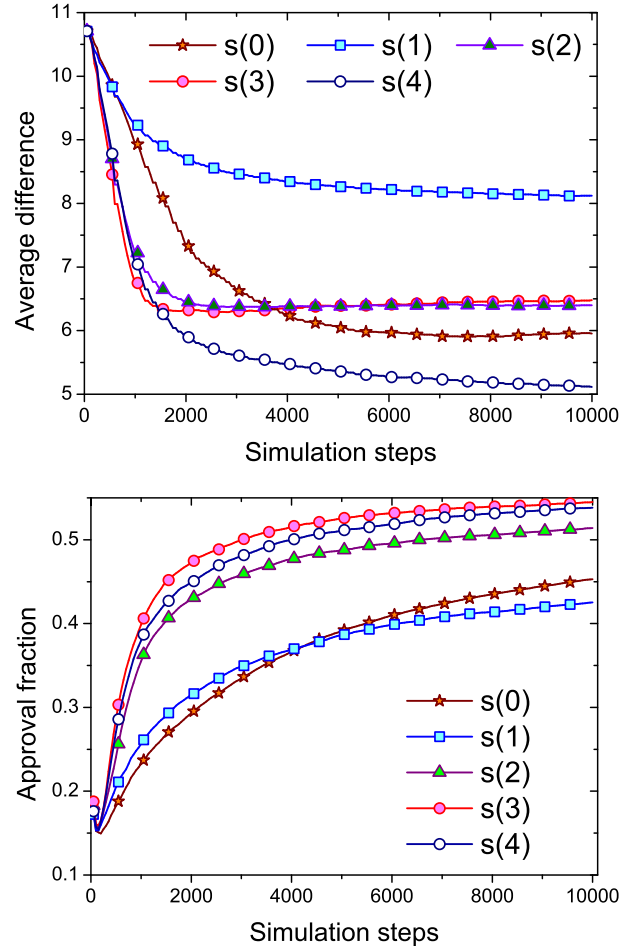 11
10
9
8
7
6
5
Average difference
s(0) s(1) s(2)
s(3) s(4)
0 2000 4000 6000 8000 10000
Simulation steps
0.5
0.4
0.3
0.2
0.1
Approval fraction
s(0)
s(1)
s(2)
s(3)
s(4)
0 2000 4000 6000 8000 10000
Simulation steps